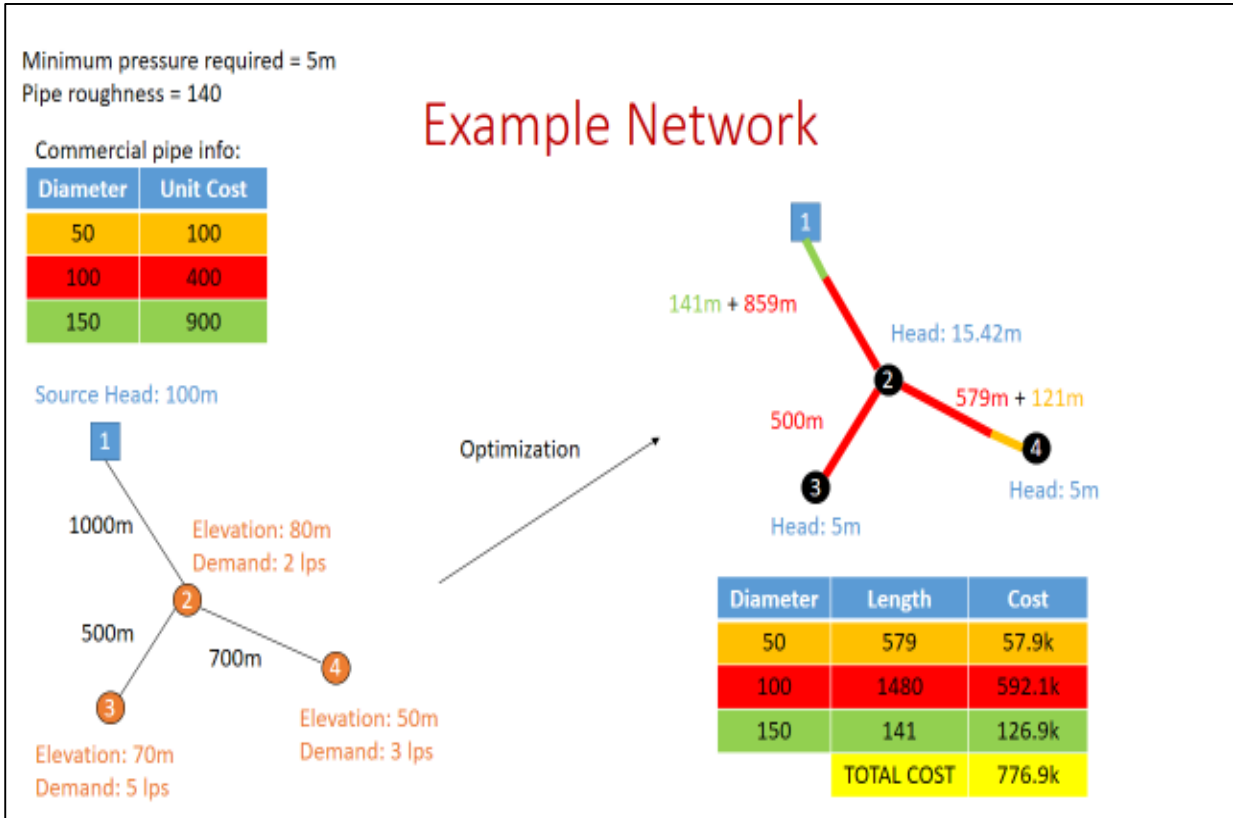 Minimum pressure required = 5m
Pipe roughness = 140
Example Network
Commercial pipe info:
Diameter Unit Cost
50 100
100 400
150 900
Source Head: 100m
1
1000m
Elevation: 80m
Demand: 2 lps
2
500m
700m
3
4
Elevation: 70m
Demand: 5 lps
Elevation: 50m
Demand: 3 lps
Optimization
1
141m + 859m
Head: 15.42m
2
579m + 121m
500m
3
4
Head: 5m
Head: 5m
Diameter Length Cost
50 579 57.9k
100 1480 592.1k
150 141 126.9k
TOTAL COST 776.9k